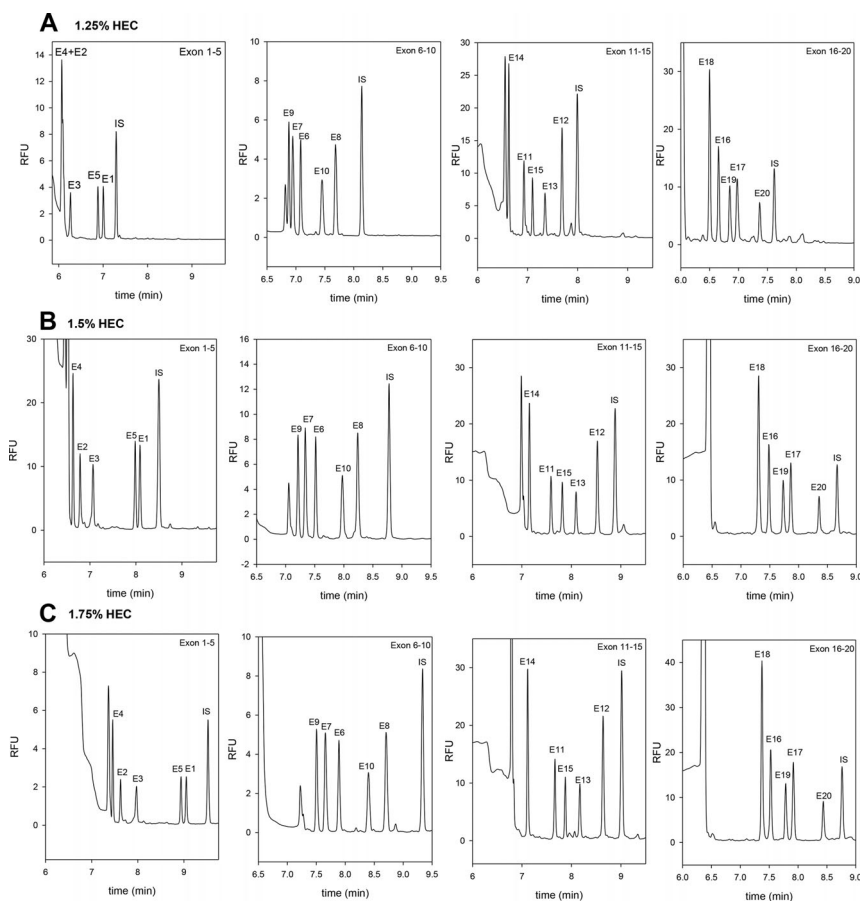 A 1.25% HEC
Exon 1-5
E4+E2
E3
E5
E1
IS
RFU
14
12
10
8
6
4
2
0
6 7 8 9
time (min)
Exon 6-10
E9
E7
E6
E10
E8
IS
RFU
10
8
6
4
2
0
6.5 7.0 7.5 8.0 8.5 9.0 9.5
time (min)
Exon 11-15
E14
E11
E15
E13
E12
IS
RFU
30
25
20
15
10
5
0
7 8 9
time (min)
Exon 16-20
E18
E16
E19
E17
E20
IS
RFU
30
20
10
0
6.0 6.5 7.0 7.5 8.0 8.5 9.0
time (min)
B 1.5% HEC
Exon 1-5
E4
E2
E3
E5
E1
IS
RFU
30
20
10
0
6 7 8 9
time (min)
Exon 6-10
E9
E7
E6
E10
E8
IS
RFU
16
14
12
10
8
6
4
2
0
-2
6.5 7.0 7.5 8.0 8.5 9.0 9.5
time (min)
Exon 11-15
E14
E11
E15
E13
E12
IS
RFU
30
20
10
0
6 7 8 9
time (min)
Exon 16-20
E18
E16
E19
E17
E20
IS
RFU
30
20
10
0
6.0 6.5 7.0 7.5 8.0 8.5 9.0
time (min)
C 1.75% HEC
Exon 1-5
E4
E2
E3
E5
E1
IS
RFU
10
8
6
4
2
0
6 7 8 9
time (min)
Exon 6-10
E9
E7
E6
E10
E8
IS
RFU
10
8
6
4
2
0
6.5 7.0 7.5 8.0 8.5 9.0 9.5
time (min)
Exon 11-15
E14
E11
E15
E13
E12
IS
RFU
30
20
10
0
6 7 8 9
time (min)
Exon 16-20
E18
E16
E19
E17
E20
IS
RFU
40
30
20
10
0
6.0 6.5 7.0 7.5 8.0 8.5 9.0
time (min)